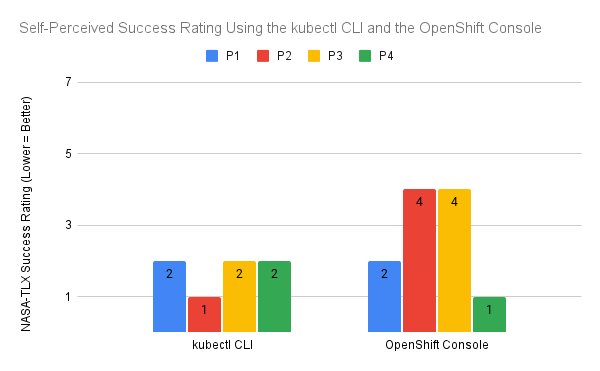 Self-Perceived Success Rating Using the kubectl CLI and the OpenShift Console
P1 P2 P3 P4
NASA-TLX Success Rating (Lower = Better)
7
5
3
1
2 1 2 2
2 4 4 1
kubectl CLI OpenShift Console